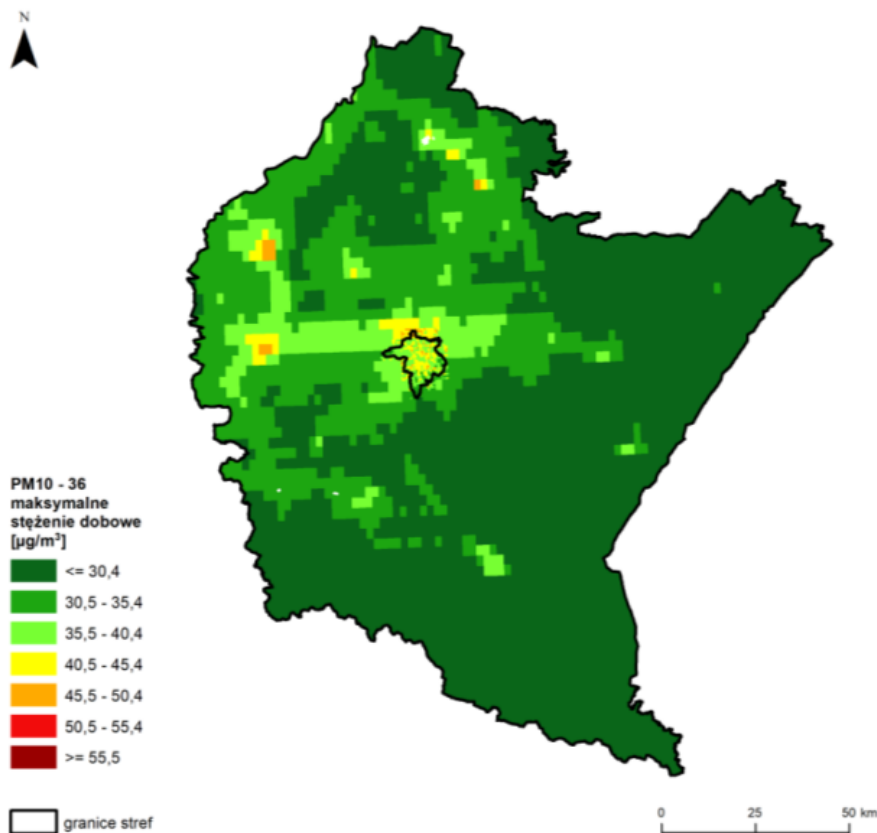 N
PM10 - 36
maksymalne
stężenie dobowe
[µg/m³]
<= 30,4
30,5 - 35,4
35,5 - 40,4
40,5 - 45,4
45,5 - 50,4
50,5 - 55,4
>= 55,5
granice stref
0 25 50 km